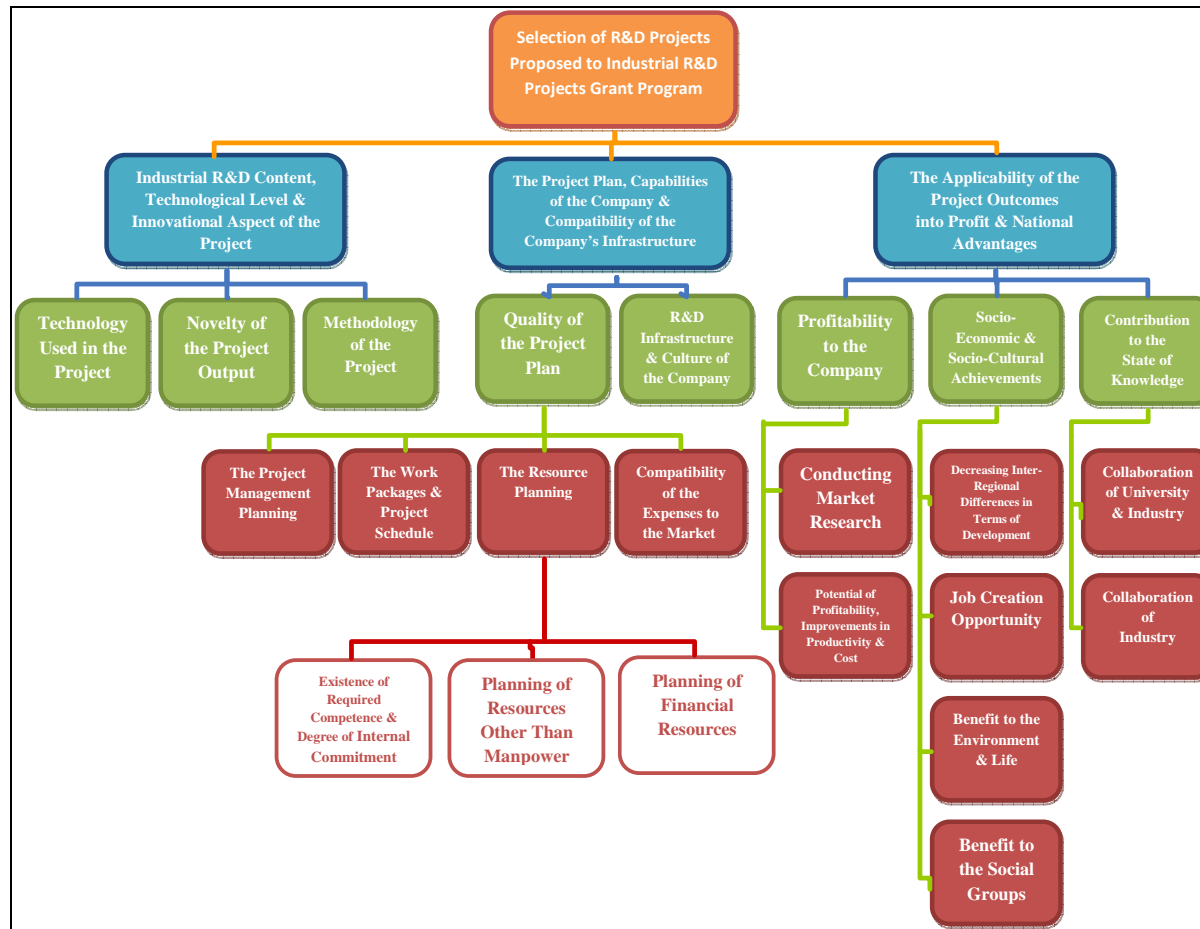 Selection of R&D Projects
Proposed to Industrial R&D
Projects Grant Program
Industrial R&D Content,
Technological Level &
Innovational Aspect of the
Project
The Project Plan, Capabilities
of the Company &
Compatibility of the
Company's Infrastructure
The Applicability of the
Project Outcomes
into Profit & National
Advantages
Technology
Used in the
Project
Novelty of
the Project
Output
Methodology
of the
Project
Quality of
the Project
Plan
R&D
Infrastructure
& Culture of
the Company
Profitability
to the
Company
Socio-
Economic &
Socio-Cultural
Achievements
Contribution
to the
State of
Knowledge
The Project
Management
Planning
The Work
Packages &
Project
Schedule
The Resource
Planning
Compatibility
of the
Expenses to
the Market
Conducting
Market
Research
Decreasing Inter-
Regional
Differences in
Terms of
Development
Collaboration
of University
& Industry
Potential of
Profitability,
Improvements in
Productivity &
Cost
Job Creation
Opportunity
Collaboration
of
Industry
Existence of
Required
Competence &
Degree of Internal
Commitment
Planning of
Resources
Other Than
Manpower
Planning of
Financial
Resources
Benefit to the
Environment
& Life
Benefit to
the Social
Groups